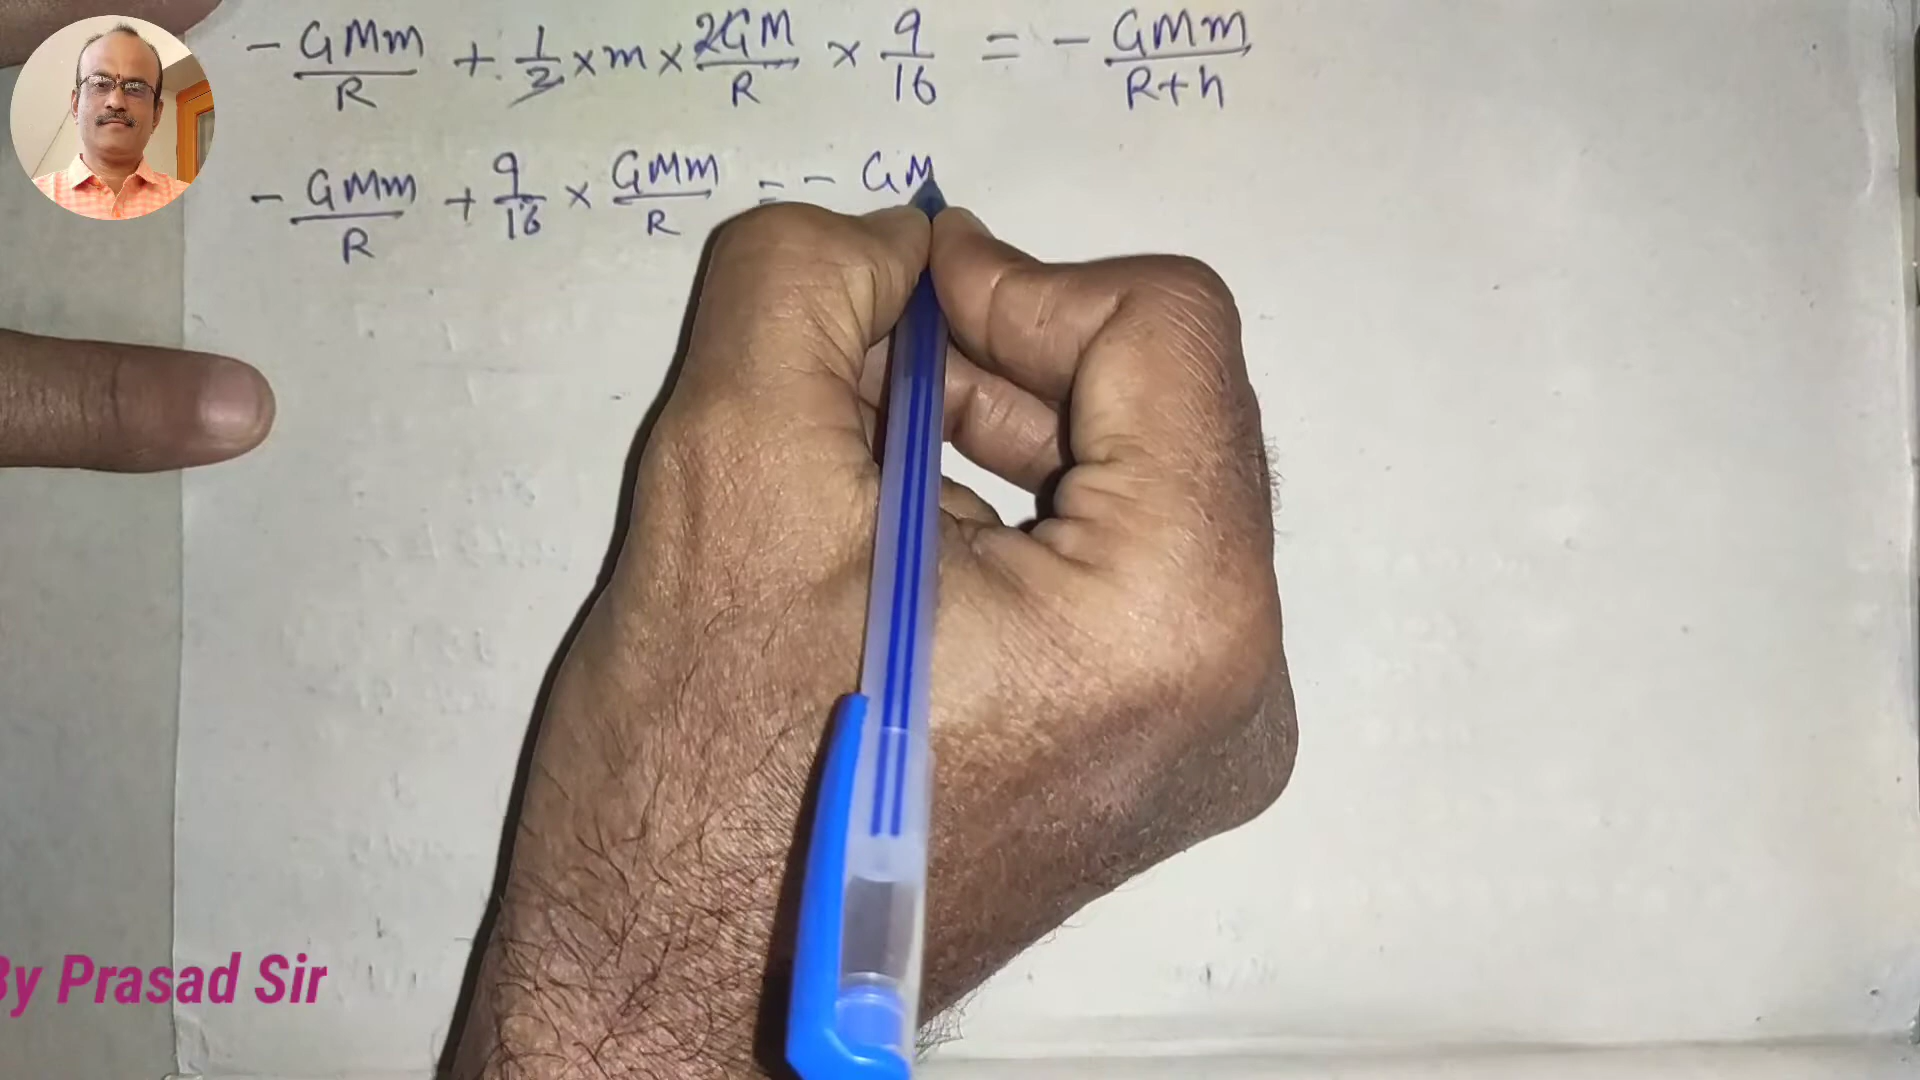 - GMm/R + 1/2 × m × 2GM/R × 9/16 = - GMm/R+h
- GMm/R + 9/16 × GMm/R = - GM
By Prasad Sir